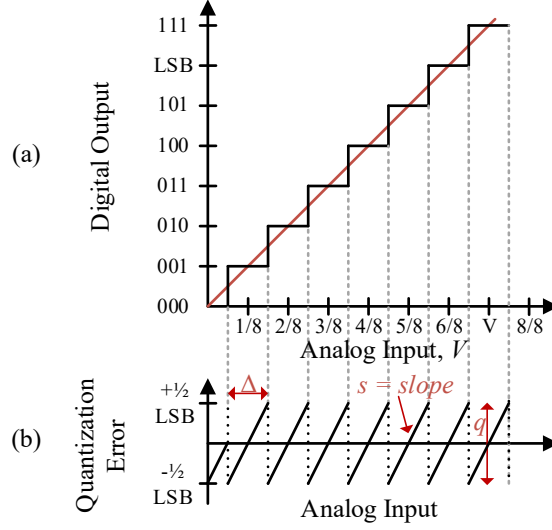 (a)
Digital Output
111
LSB
101
100
011
010
001
000
1/8 2/8 3/8 4/8 5/8 6/8 V 8/8
Analog Input, V
(b)
Quantization
Error
+½
LSB
-½
LSB
Δ
s = slope
q
Analog Input